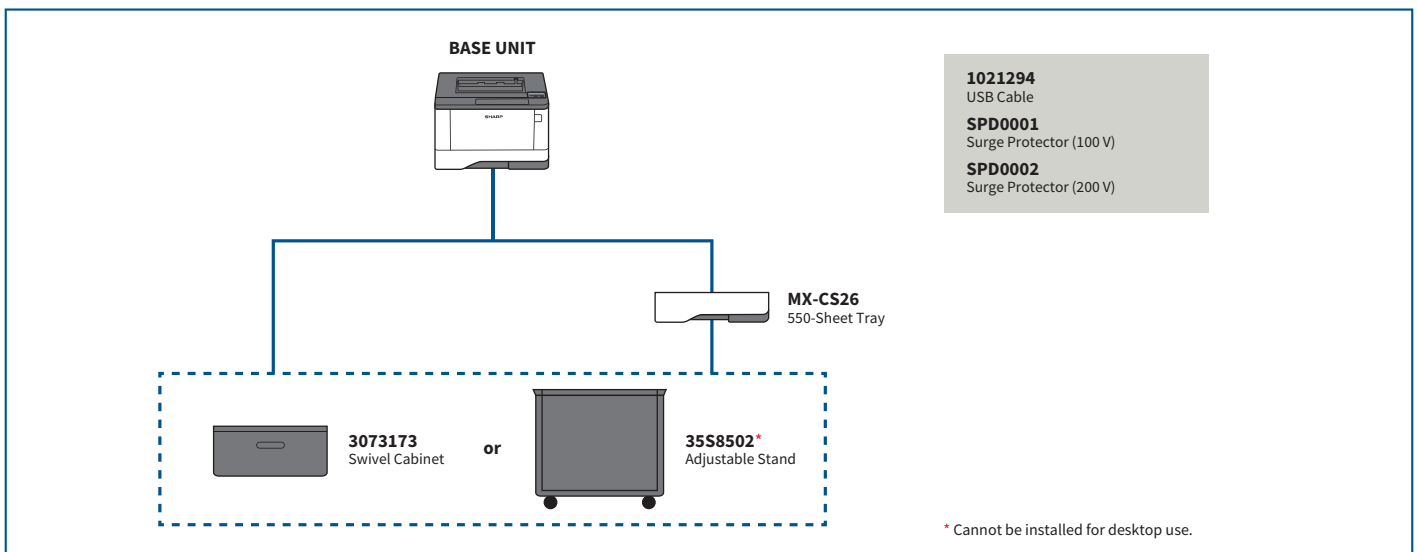 BASE UNIT
SHARP
1021294
USB Cable
SPD0001
Surge Protector (100 V)
SPD0002
Surge Protector (200 V)
MX-CS26
550-Sheet Tray
3073173
Swivel Cabinet
or
35S8502*
Adjustable Stand
* Cannot be installed for desktop use.